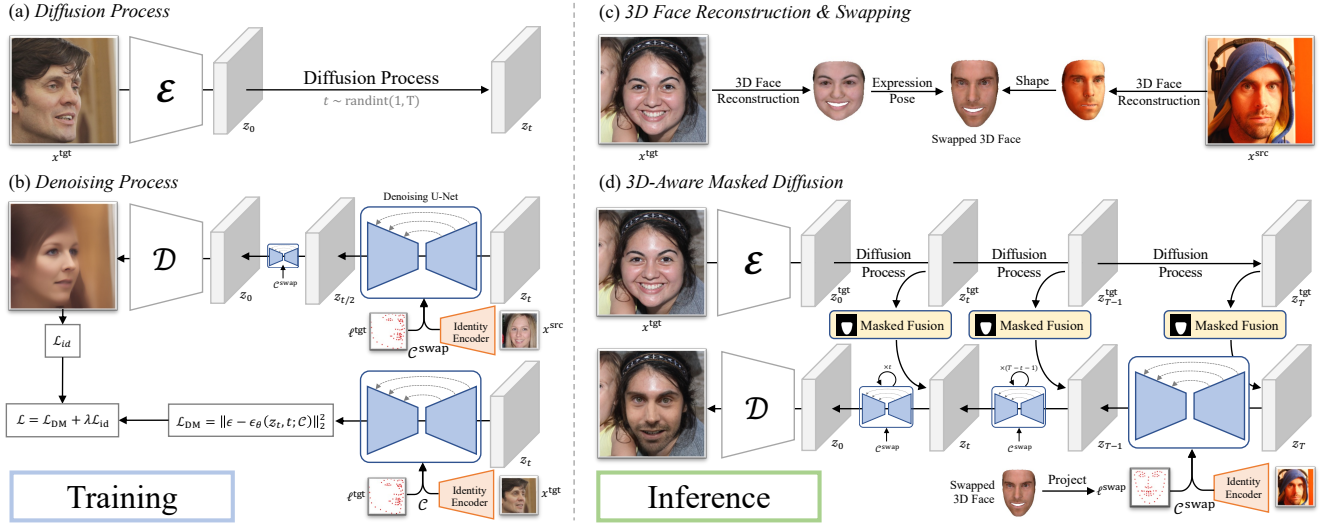 (a) Diffusion Process
ℰ
Diffusion Process
t ~ randint(1, T)
z_0
z_t
x^tgt
(b) Denoising Process
Denoising U-Net
𝒟
z_0
𝒞^swap
z_{t/2}
z_t
ℓ^tgt
𝒞^swap
Identity Encoder
x^src
ℒ_id
ℒ = ℒ_DM + λℒ_id
ℒ_DM = ‖ϵ − ϵ_θ(z_t, t; 𝒞)‖_2^2
z_t
ℓ^tgt
𝒞
Identity Encoder
x^tgt
Training
(c) 3D Face Reconstruction & Swapping
3D Face
Reconstruction
Expression
Pose
Shape
3D Face
Reconstruction
Swapped 3D Face
x^tgt
x^src
(d) 3D-Aware Masked Diffusion
ℰ
Diffusion
Process
Diffusion
Process
Diffusion
Process
z_0^tgt
z_t^tgt
z_{T−1}^tgt
z_T^tgt
x^tgt
Masked Fusion
Masked Fusion
Masked Fusion
𝒟
×t
×(T − t − 1)
z_0
𝒞^swap
z_t
𝒞^swap
z_{T−1}
z_T
Swapped
3D Face
Project
ℓ^swap
𝒞^swap
Identity
Encoder
Inference